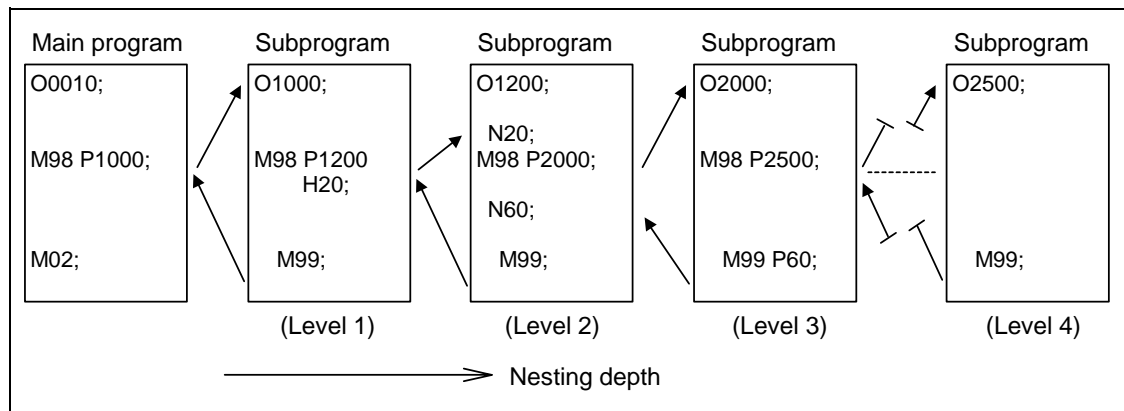 Main program
O0010;
M98 P1000;
M02;
Subprogram
O1000;
M98 P1200
H20;
M99;
(Level 1)
Subprogram
O1200;
N20;
M98 P2000;
N60;
M99;
(Level 2)
Subprogram
O2000;
M98 P2500;
M99 P60;
(Level 3)
Subprogram
O2500;
M99;
(Level 4)
Nesting depth